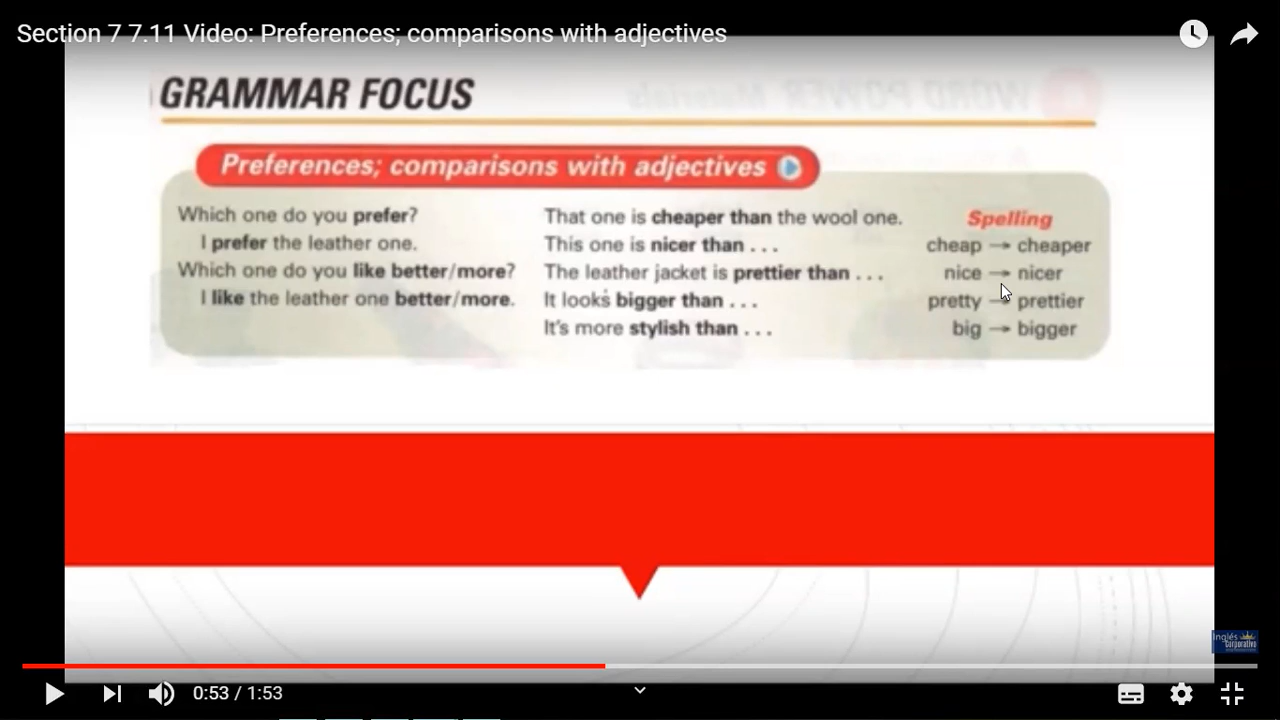 Section 7 7.11 Video: Preferences; comparisons with adjectives
GRAMMAR FOCUS
Preferences; comparisons with adjectives
Which one do you prefer?
I prefer the leather one.
Which one do you like better/more?
I like the leather one better/more.
That one is cheaper than the wool one.
This one is nicer than . . .
The leather jacket is prettier than . . .
It looks bigger than . . .
It's more stylish than . . .
Spelling
cheap → cheaper
nice → nicer
pretty → prettier
big → bigger
Inglés
Corporativo
0:53 / 1:53